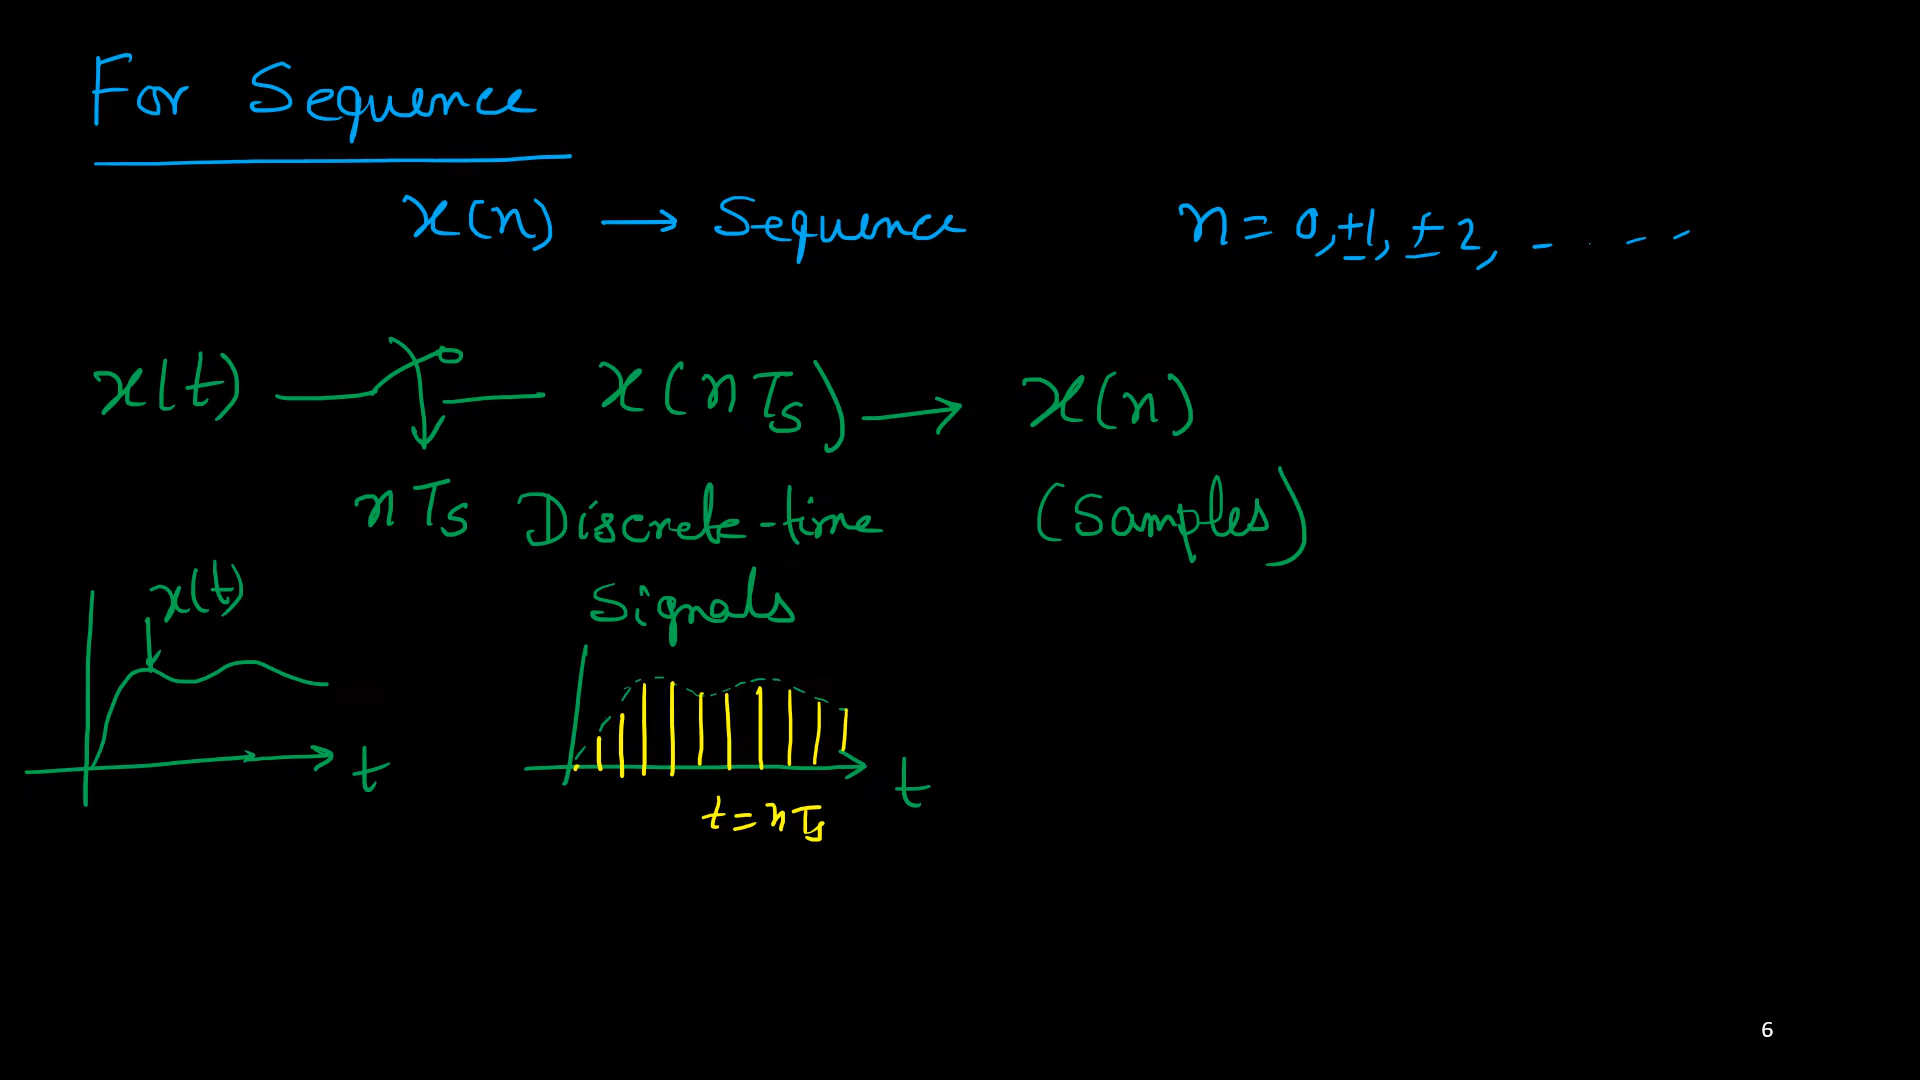 For Sequence
x(n) → Sequence n = 0, ±1, ± 2, - - - -
x(t) x(nTs) → x(n)
nTs Discrete-time (Samples)
Signals
x(t)
t
t
t = nTs
6